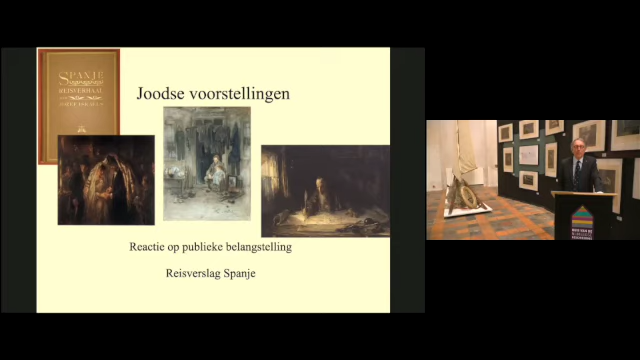 SPANJE
REISVERHAAL
Joodse voorstellingen
Reactie op publieke belangstelling
Reisverslag Spanje